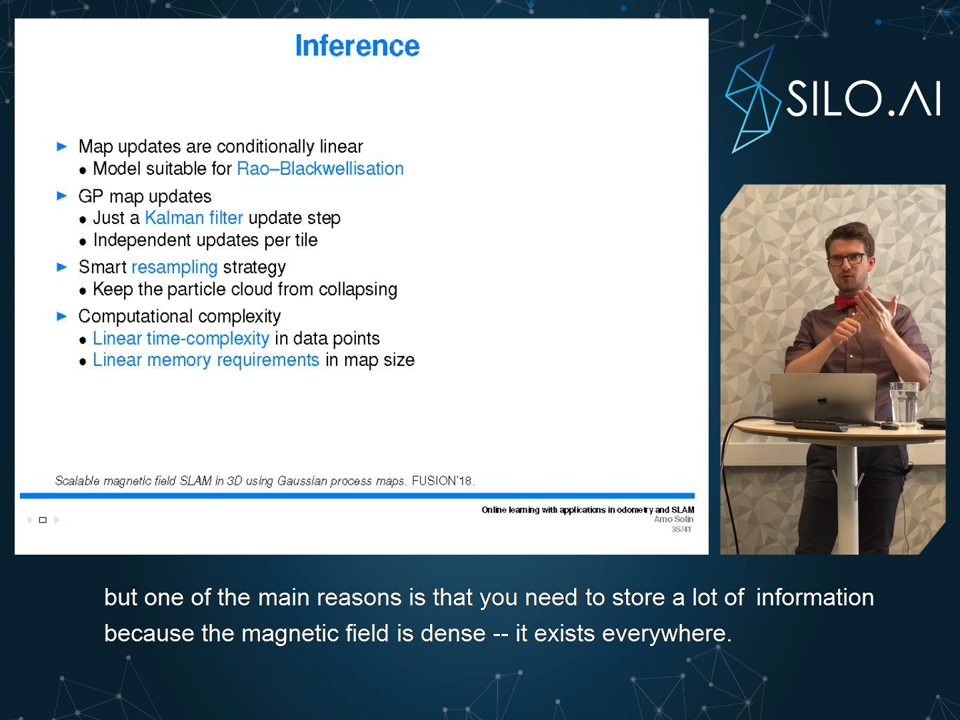 Inference
SILO.AI
Map updates are conditionally linear
Model suitable for Rao–Blackwellisation
GP map updates
Just a Kalman filter update step
Independent updates per tile
Smart resampling strategy
Keep the particle cloud from collapsing
Computational complexity
Linear time-complexity in data points
Linear memory requirements in map size
Scalable magnetic field SLAM in 3D using Gaussian process maps. FUSION'18.
Online learning with applications in odometry and SLAM
Arno Solin
35/41
but one of the main reasons is that you need to store a lot of information
because the magnetic field is dense -- it exists everywhere.